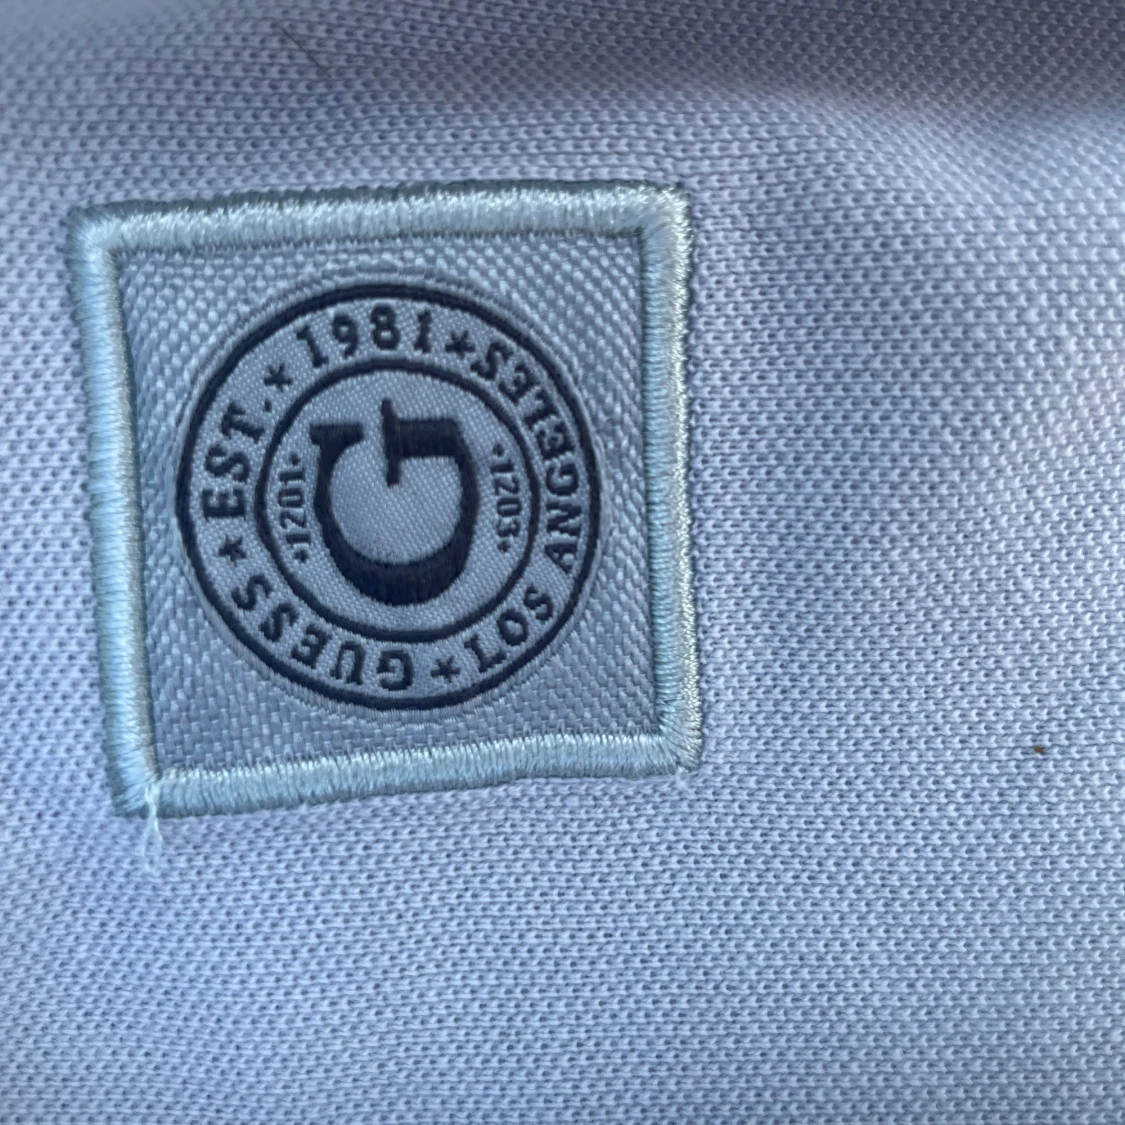 GUESS * EST. * 1981 * LOS ANGELES *
G
•1201•
•1203•